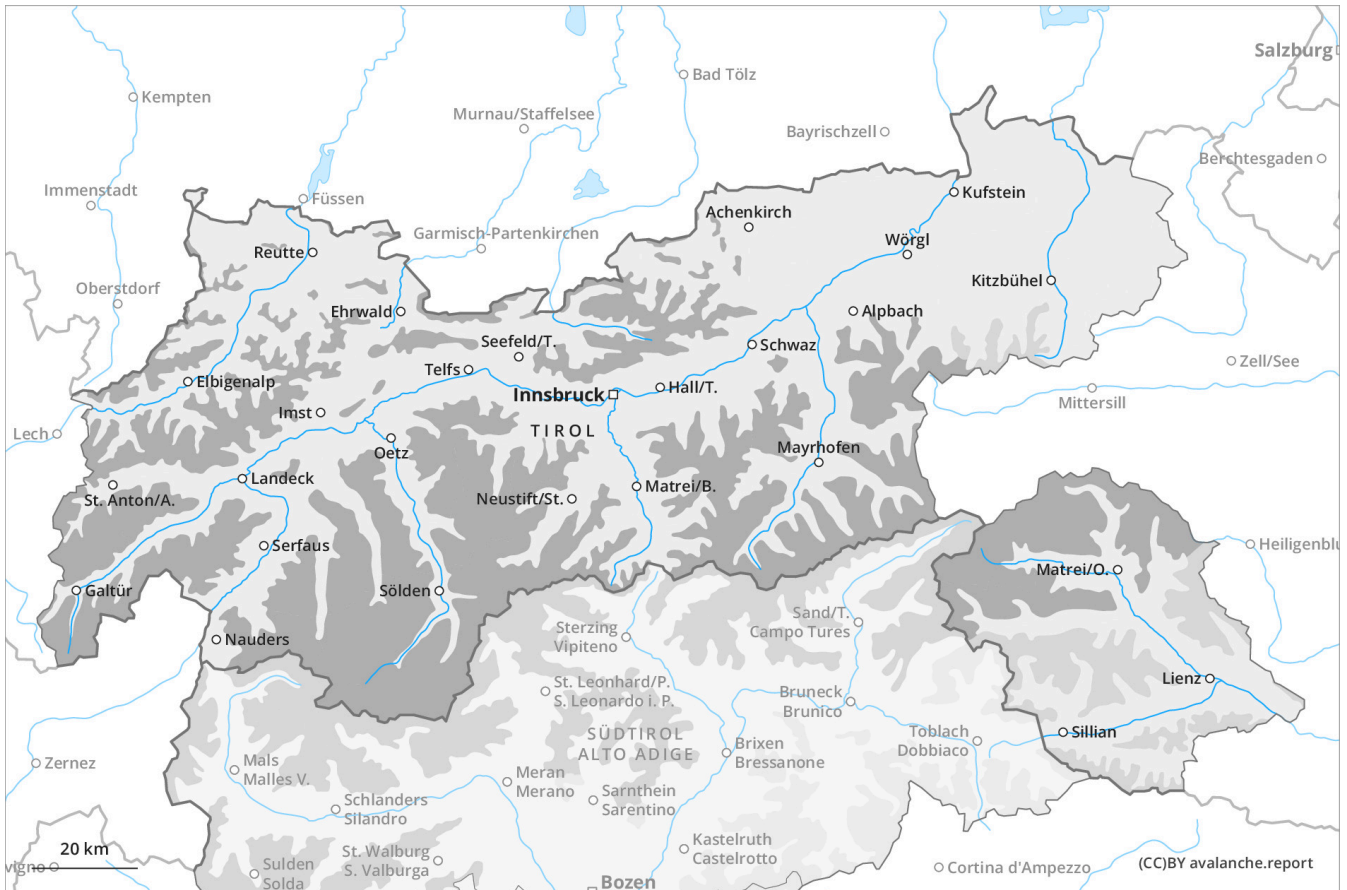 Salzburg
Bad Tölz
Kempten
Murnau/Staffelsee
Bayrischzell
Berchtesgaden
Immenstadt
Füssen
Kufstein
Achenkirch
Garmisch-Partenkirchen
Wörgl
Reutte
Kitzbühel
Oberstdorf
Ehrwald
Alpbach
Seefeld/T.
Schwaz
Zell/See
Telfs
Elbigenalp
Innsbruck
Hall/T.
Mittersill
Imst
TIROL
Lech
Oetz
Mayrhofen
Landeck
St. Anton/A.
Neustift/St.
Matrei/B.
Serfaus
Heiligenblu
Matrei/O.
Galtür
Sölden
Sand/T.
Campo Tures
Nauders
Sterzing
Vipiteno
Lienz
St. Leonhard/P.
S. Leonardo i. P.
Bruneck
Brunico
SÜDTIROL
ALTO ADIGE
Toblach
Dobbiaco
Sillian
Brixen
Bressanone
Zernez
Mals
Malles V.
Meran
Merano
Sarnthein
Sarentino
Schlanders
Silandro
Kastelruth
Castelrotto
20 km
St. Walburg
S. Valburga
vigno
Sulden
Solda
Cortina d'Ampezzo
(CC)BY avalanche.report
Bozen